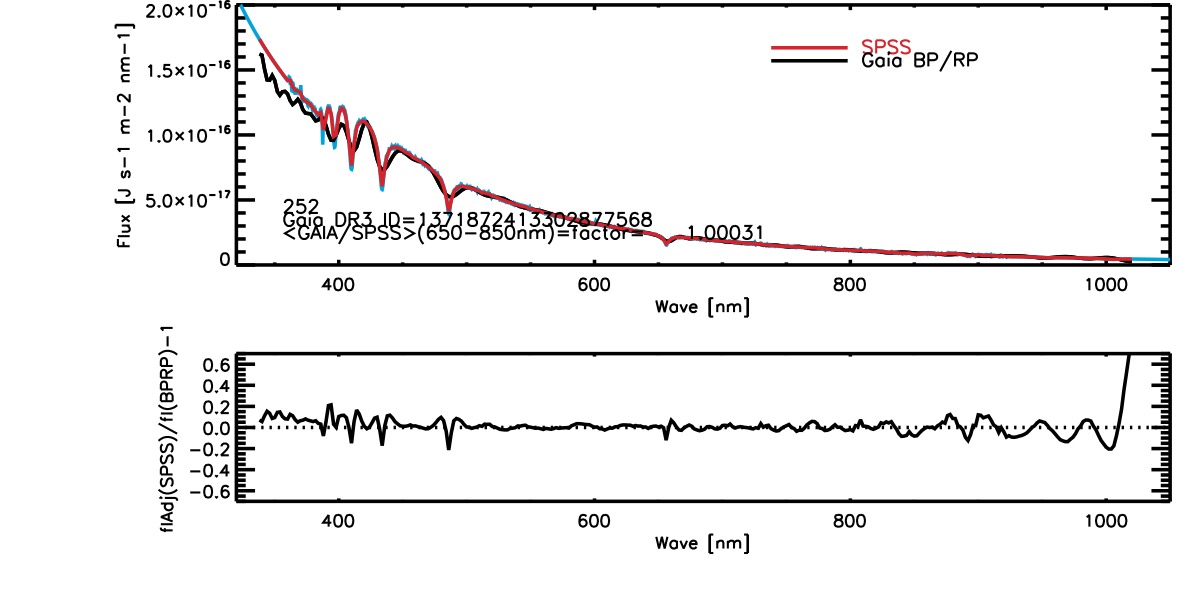 2.0×10−16
1.5×10−16
1.0×10−16
5.0×10−17
0
Flux [J s−1 m−2 nm−1]
SPSS
Gaia BP/RP
252
Gaia DR3 ID=1371872413302877568
<GAIA/SPSS>(650−850nm)=factor= 1.00031
400 600 800 1000
Wave [nm]
flAdj(SPSS)/fl(BPRP)−1
0.6
0.4
0.2
0.0
−0.2
−0.4
−0.6
400 600 800 1000
Wave [nm]